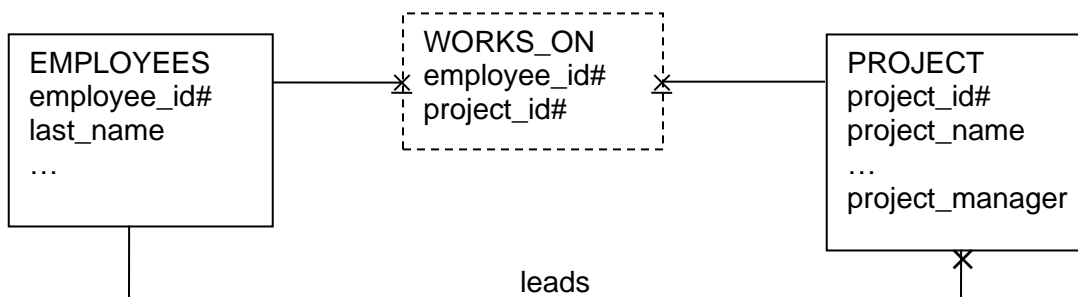 EMPLOYEES
employee_id#
last_name
…
WORKS_ON
employee_id#
project_id#
PROJECT
project_id#
project_name
…
project_manager
leads